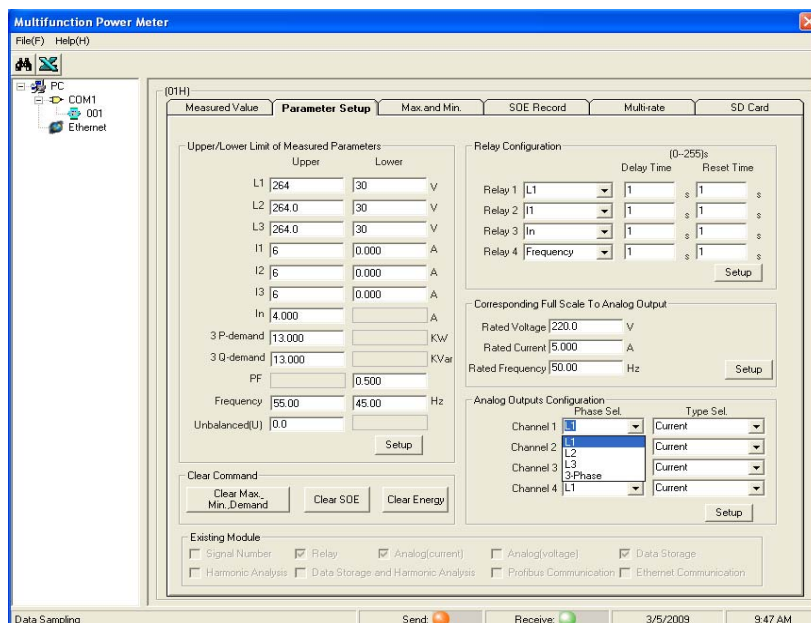 Multifunction Power Meter
File(F) Help(H)
PC
COM1
001
Ethernet
(01H)
Measured Value Parameter Setup Max.and Min. SOE Record Multi-rate SD Card
Upper/Lower Limit of Measured Parameters
Upper Lower
L1 264 30 V
L2 264.0 30 V
L3 264.0 30 V
I1 6 0.000 A
I2 6 0.000 A
I3 6 0.000 A
In 4.000 A
3 P-demand 13.000 KW
3 Q-demand 13.000 KVar
PF 0.500
Frequency 55.00 45.00 Hz
Unbalanced(U) 0.0
Setup
Clear Command
Clear Max., Min.,Demand Clear SOE Clear Energy
Relay Configuration
(0--255)s
Delay Time Reset Time
Relay 1 L1 1 s 1 s
Relay 2 I1 1 s 1 s
Relay 3 In 1 s 1 s
Relay 4 Frequency 1 s 1 s
Setup
Corresponding Full Scale To Analog Output
Rated Voltage 220.0 V
Rated Current 5.000 A
Rated Frequency 50.00 Hz
Setup
Analog Outputs Configuration
Phase Sel. Type Sel.
Channel 1 L1 Current
L1
Channel 2 L2 Current
Channel 3 L3 Current
3-Phase
Channel 4 L1 Current
Setup
Existing Module
Signal Number Relay Analog(current) Analog(voltage) Data Storage
Harmonic Analysis Data Storage and Harmonic Analysis Profibus Communication Ethernet Communication
Data Sampling Send: Receive: 3/5/2009 9:47 AM